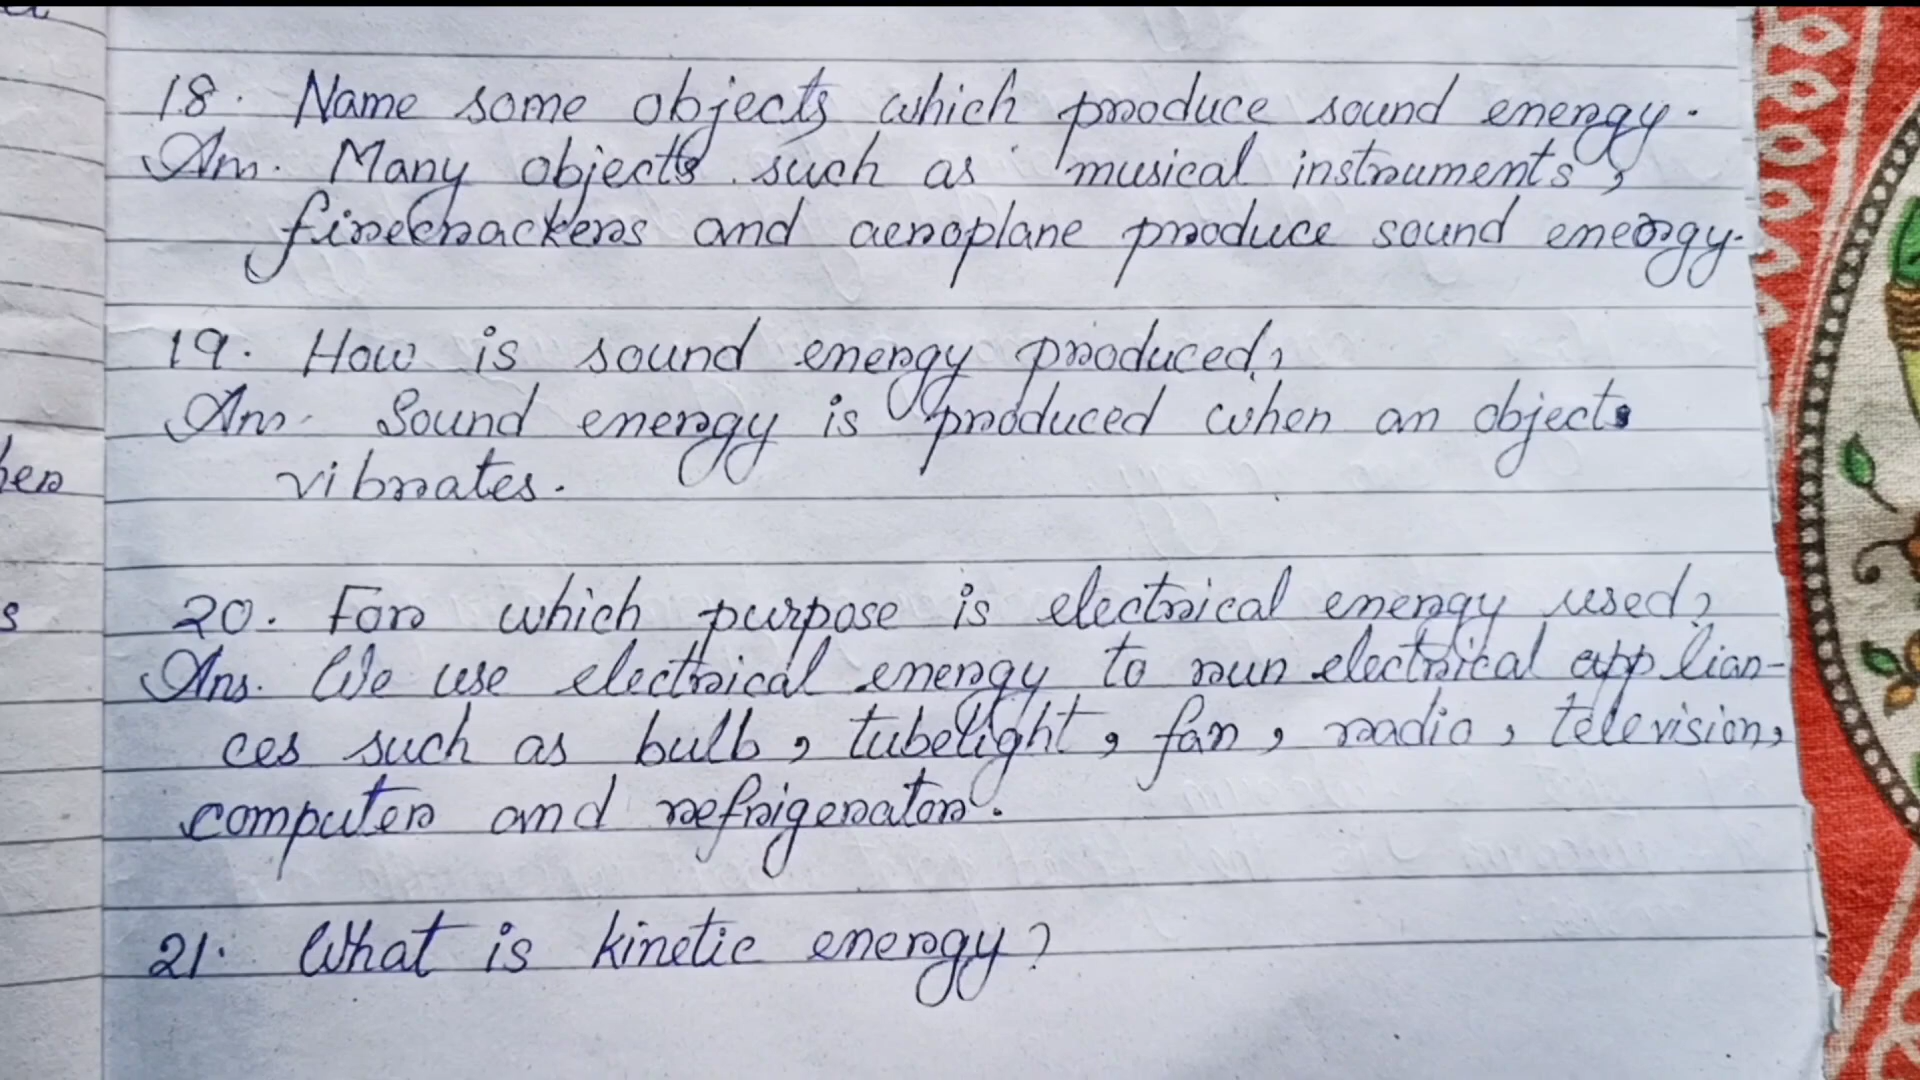 18. Name some objects which produce sound energy.
Ans. Many objects such as musical instruments,
firecrackers and aeroplane produce sound energy.
19. How is sound energy produced?
Ans. Sound energy is produced when an object
vibrates.
20. For which purpose is electrical energy used?
Ans. We use electrical energy to run electrical applian-
ces such as bulb, tubelight, fan, radio, television,
computer and refrigerator.
21. What is kinetic energy?